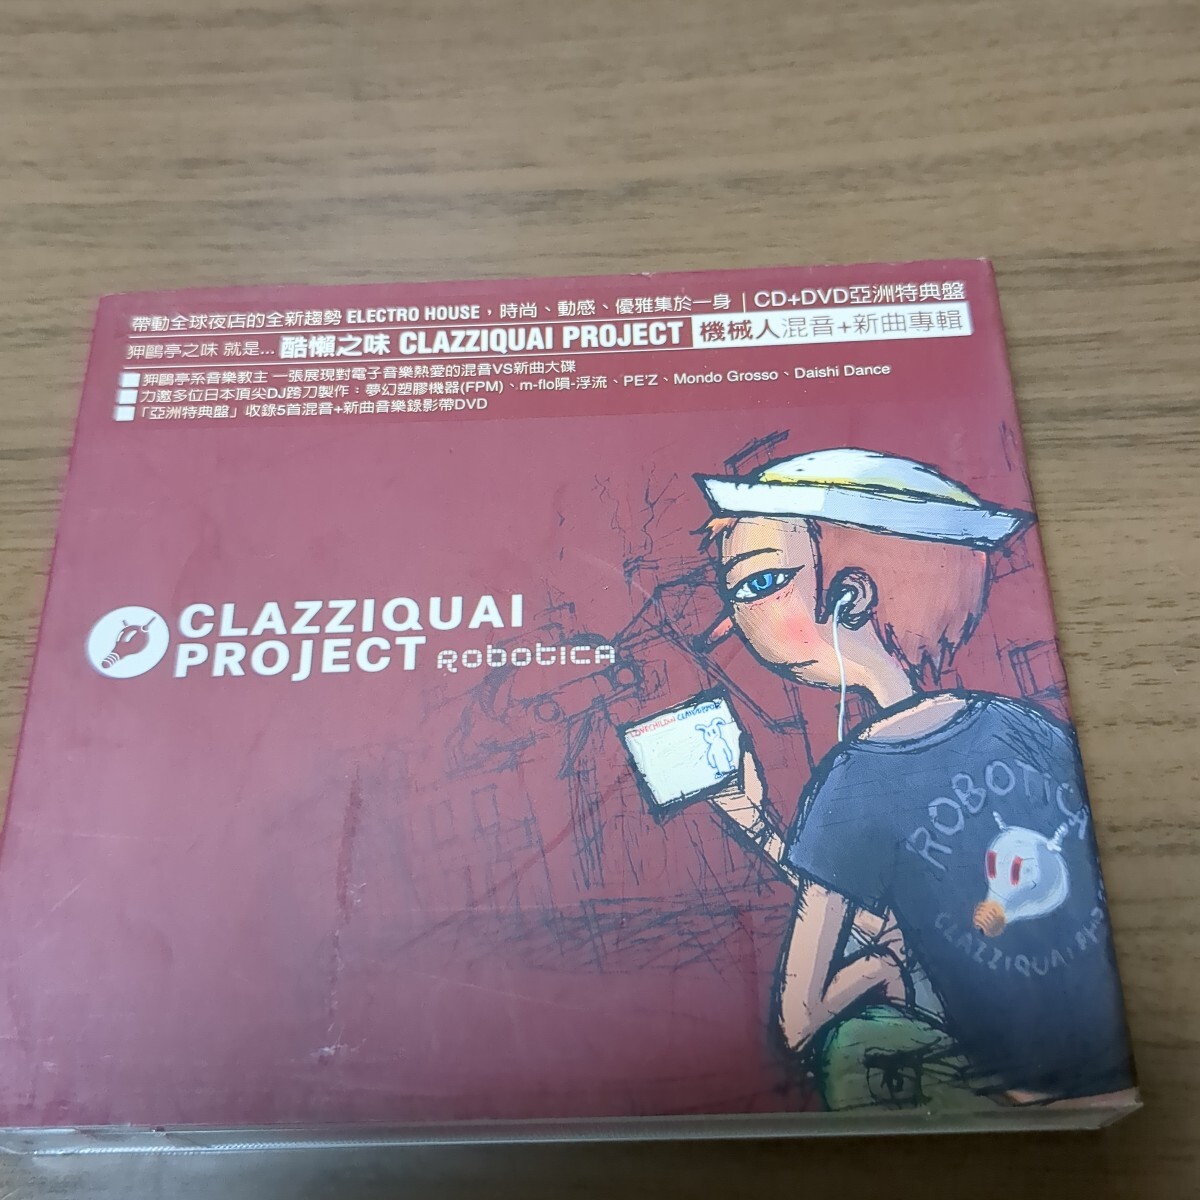 帶動全球夜店的全新趨勢 ELECTRO HOUSE，時尚、動感、優雅集於一身 | CD+DVD亞洲特典盤
狎鷗亭之味 就是... 酷懶之味 CLAZZIQUAI PROJECT 機械人混音+新曲專輯
狎鷗亭系音樂教主 一張展現對電子音樂熱愛的混音VS新曲大碟
力邀多位日本頂尖DJ跨刀製作：夢幻塑膠機器(FPM)、m-flo隕-浮流、PE'Z、Mondo Grosso、Daishi Dance
「亞洲特典盤」收錄5首混音+新曲音樂錄影帶DVD
CLAZZIQUAI
PROJECT RoboticA
ROBOTIC
CLAZZIQUAI